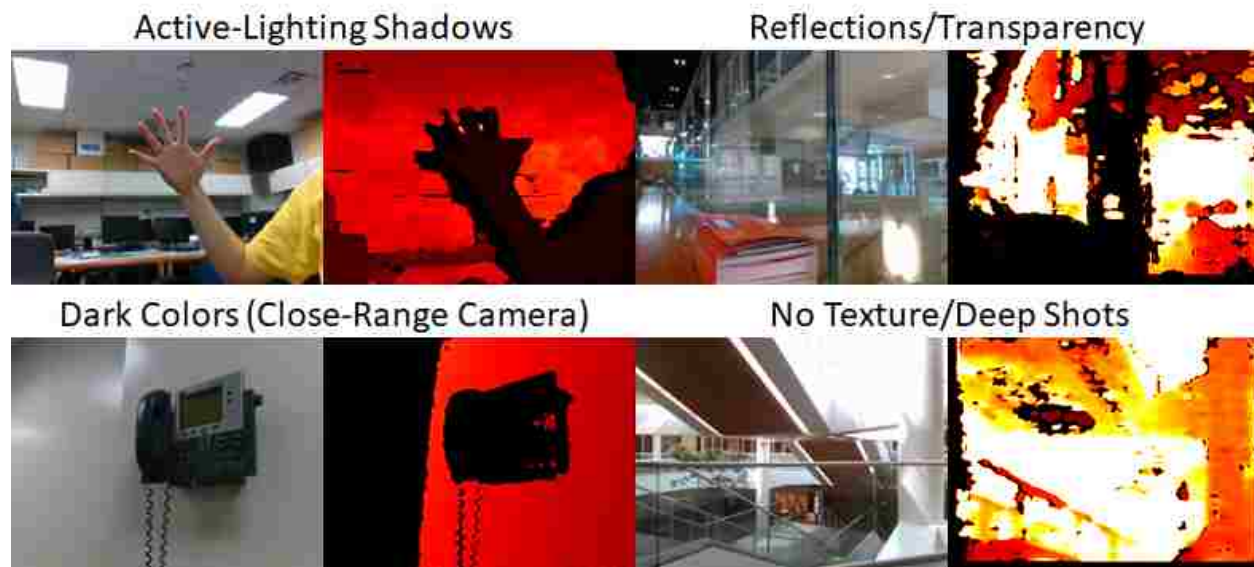 Active-Lighting Shadows
Reflections/Transparency
Dark Colors (Close-Range Camera)
No Texture/Deep Shots